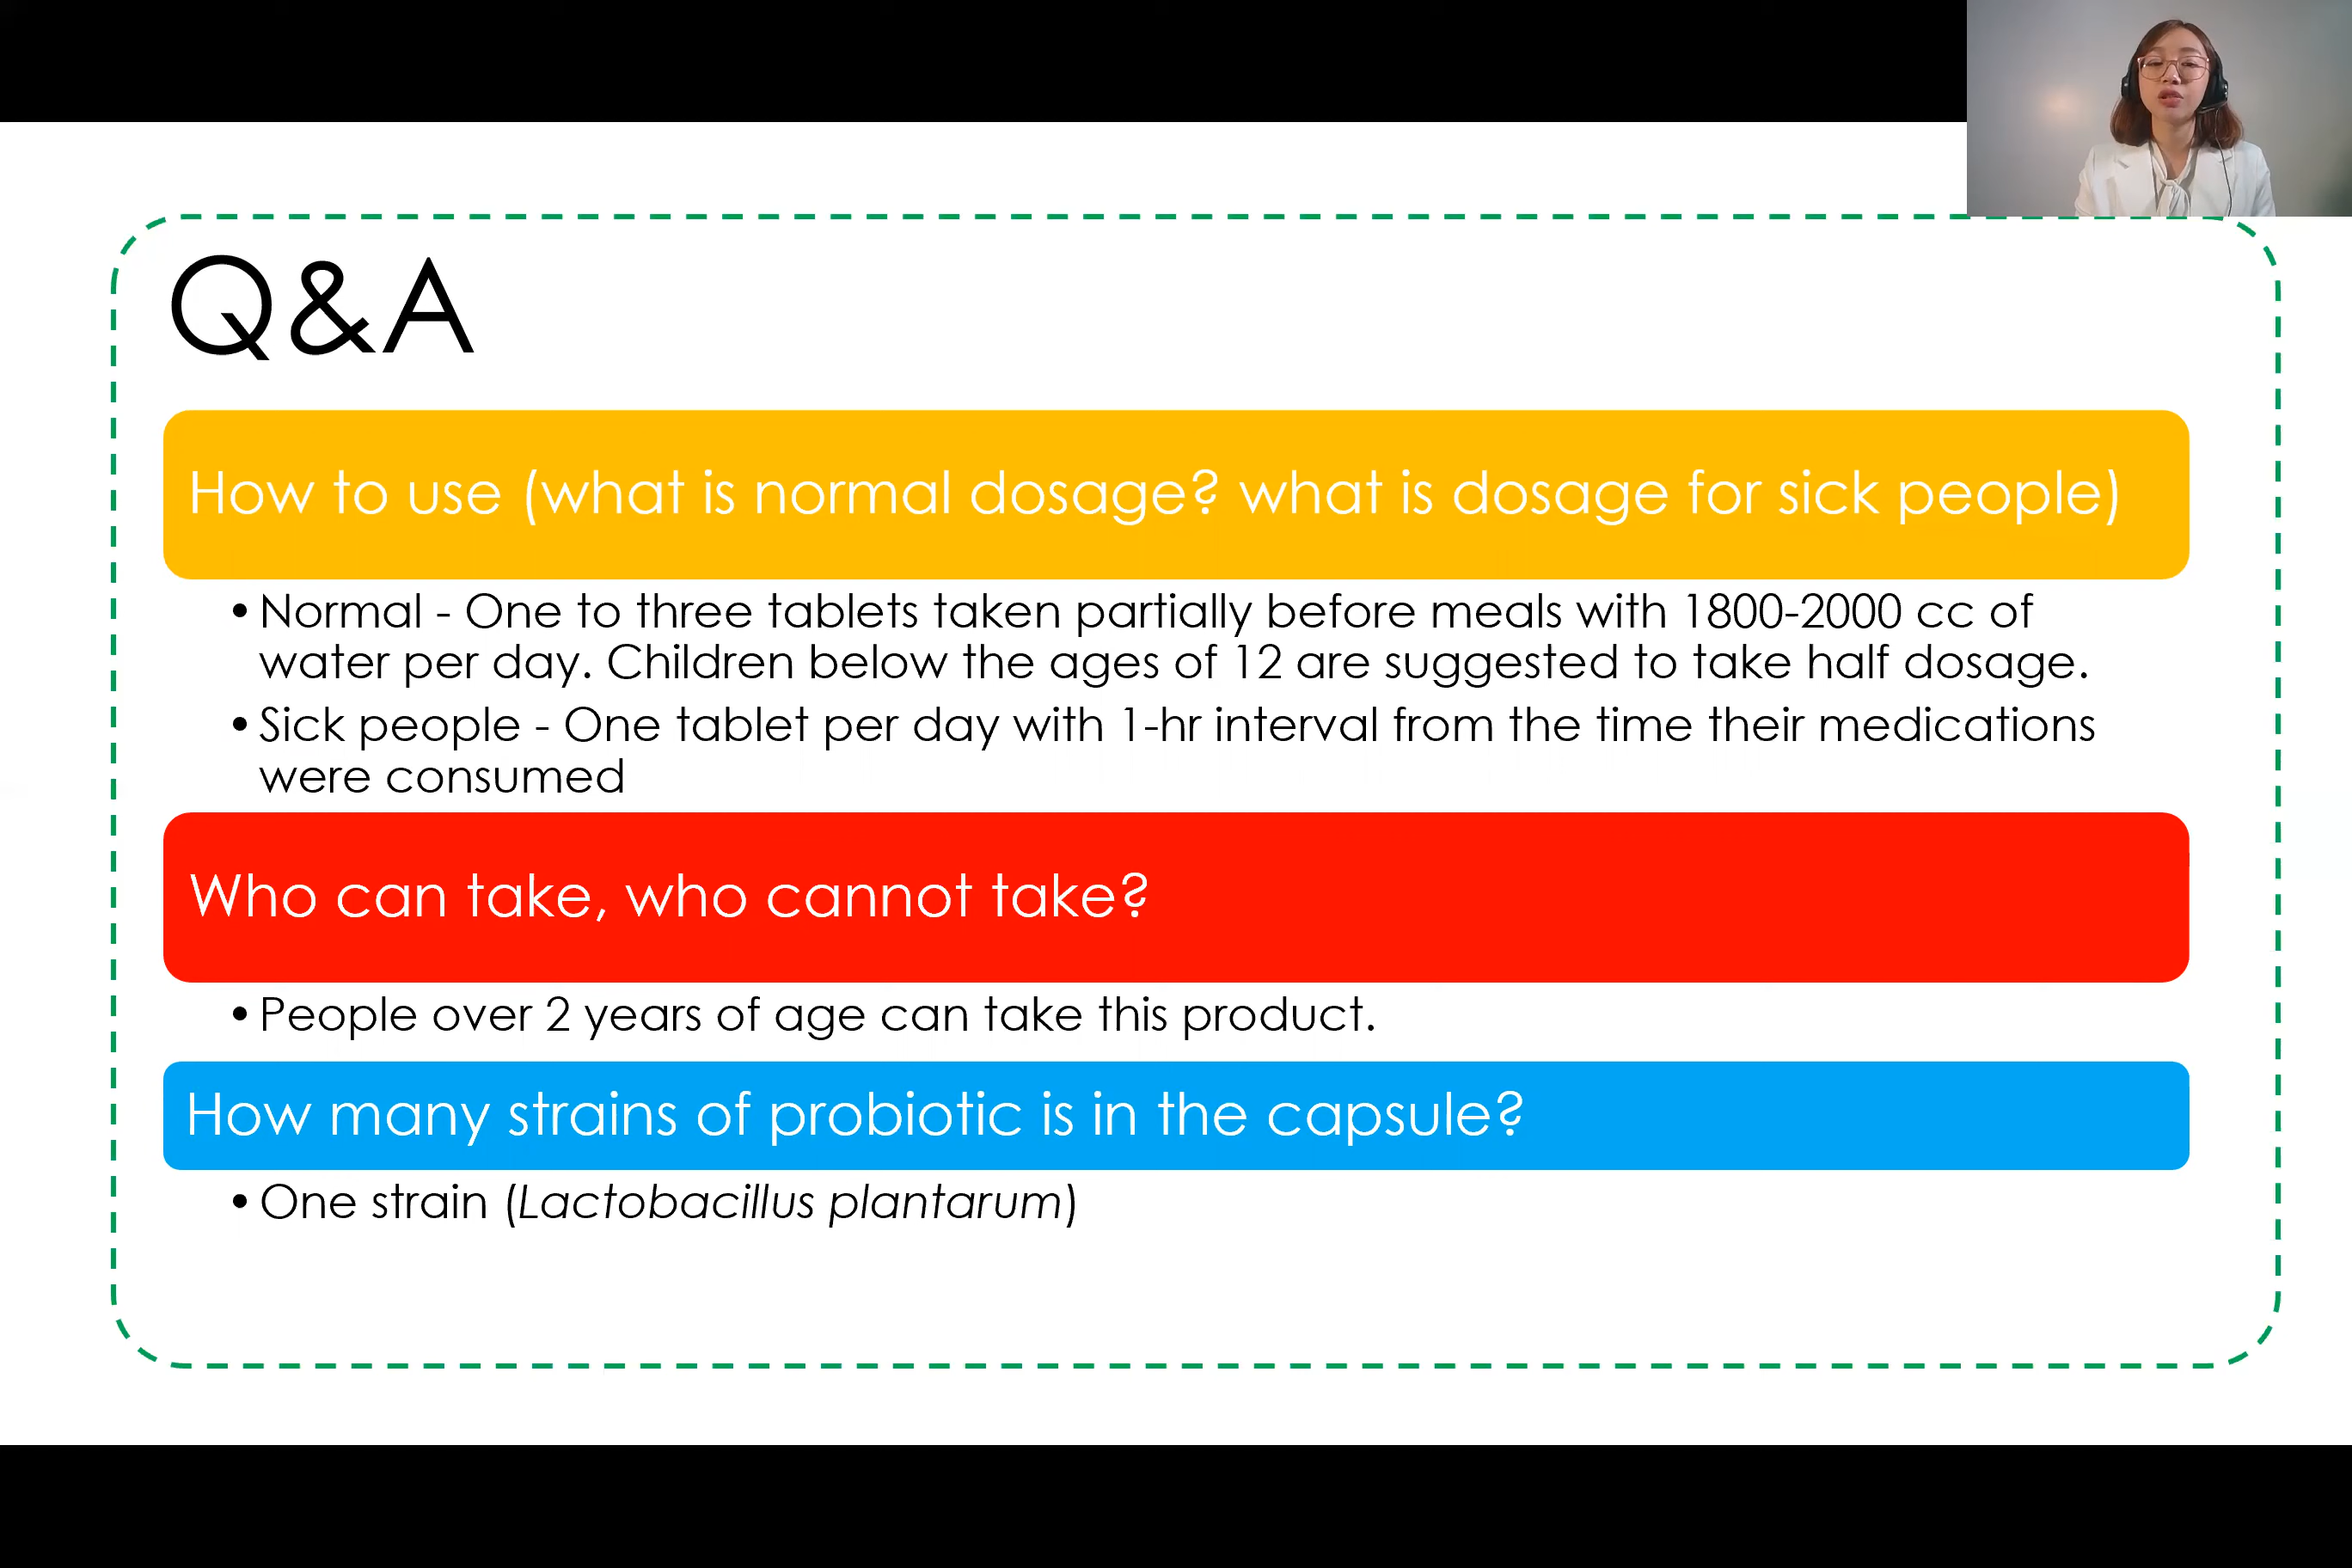 Q&A
How to use (what is normal dosage? what is dosage for sick people)
•Normal - One to three tablets taken partially before meals with 1800-2000 cc of
water per day. Children below the ages of 12 are suggested to take half dosage.
•Sick people - One tablet per day with 1-hr interval from the time their medications
were consumed
Who can take, who cannot take?
•People over 2 years of age can take this product.
How many strains of probiotic is in the capsule?
•One strain (Lactobacillus plantarum)